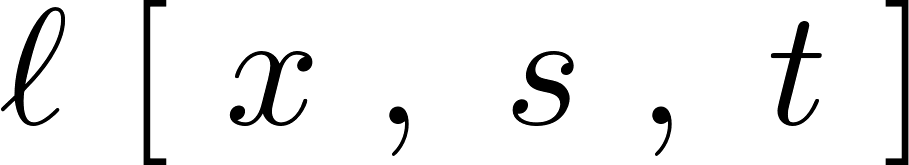 ℓ [ x , s , t ]